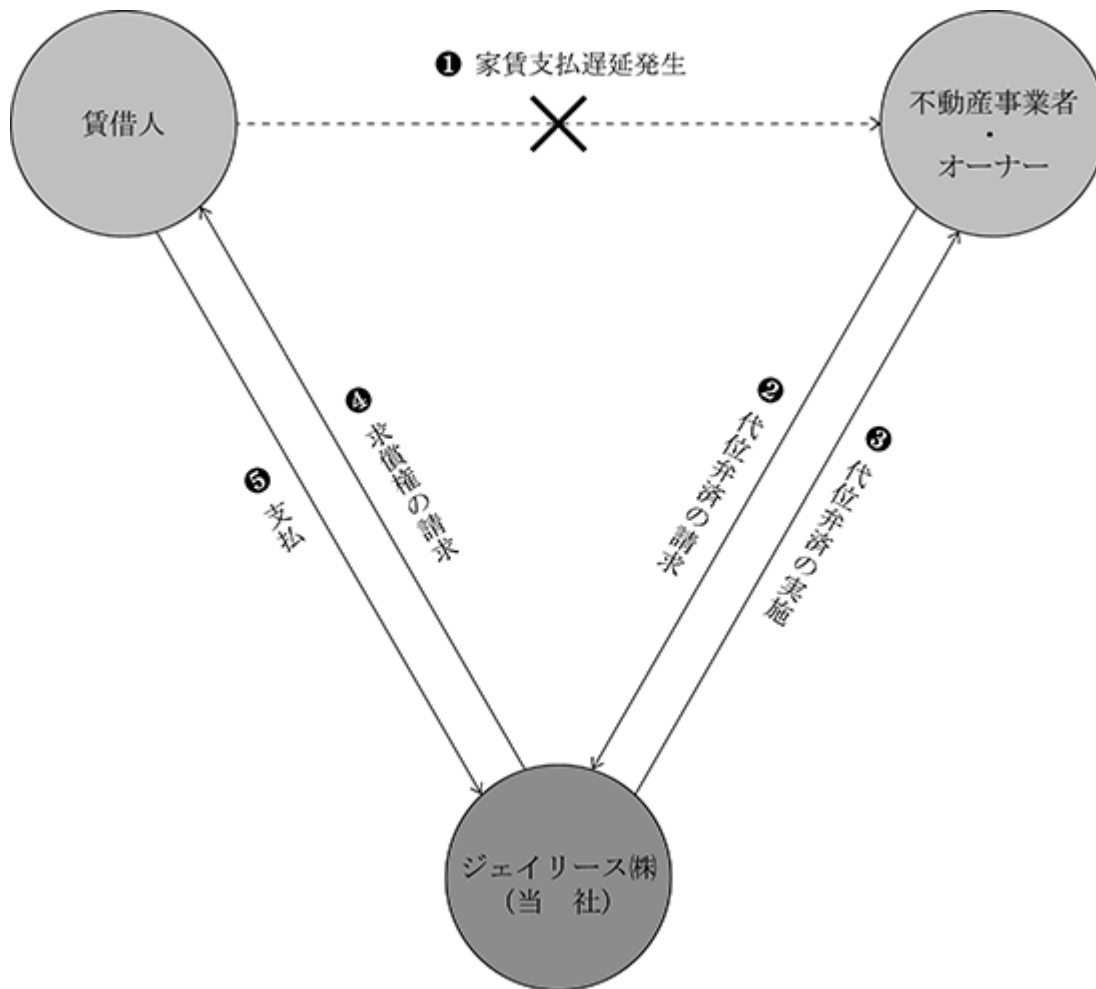 ❶ 家賃支払遅延発生
賃借人
不動産事業者
・
オーナー
❷ 代位弁済の請求
❸ 代位弁済の実施
❹ 求償権の請求
❺ 支払
ジェイリース㈱
(当　社)